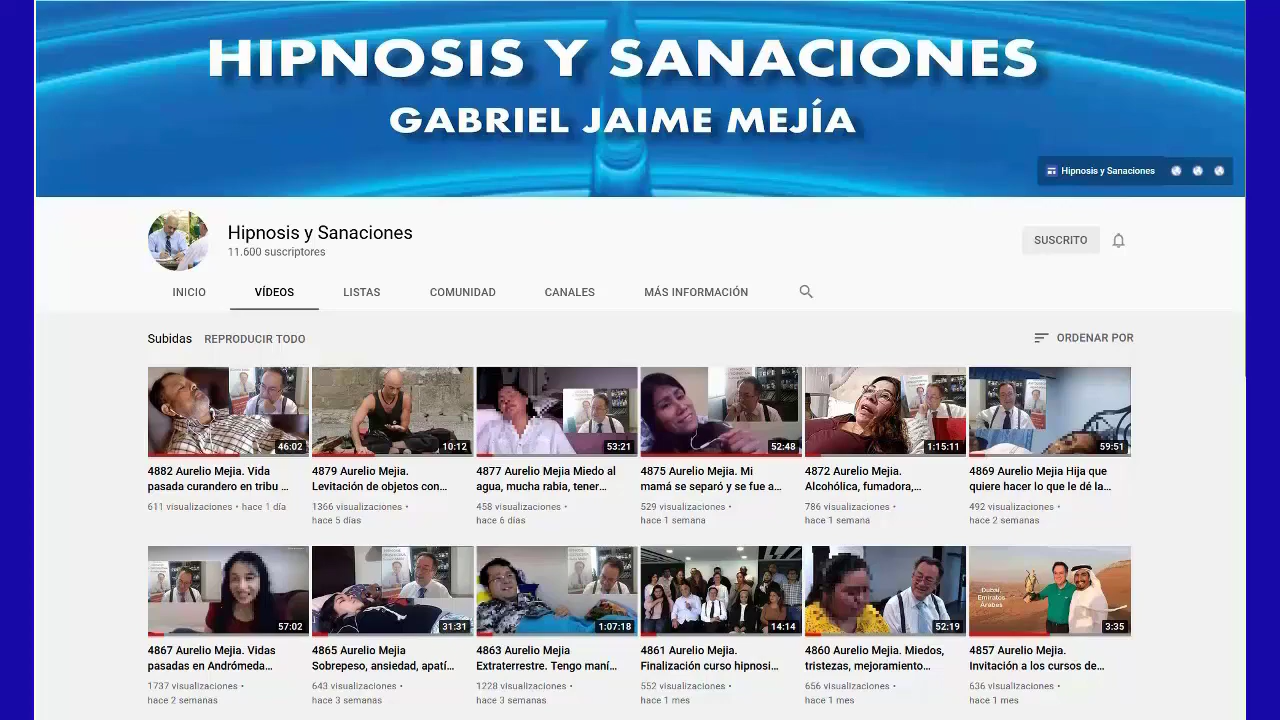 HIPNOSIS Y SANACIONES
GABRIEL JAIME MEJÍA
Hipnosis y Sanaciones
Hipnosis y Sanaciones
11.600 suscriptores
SUSCRITO
INICIO VÍDEOS LISTAS COMUNIDAD CANALES MÁS INFORMACIÓN
Subidas REPRODUCIR TODO ORDENAR POR
46:02 10:12 53:21 52:48 1:15:11 59:51
4882 Aurelio Mejia. Vida
pasada curandero en tribu ...
611 visualizaciones • hace 1 día
4879 Aurelio Mejia.
Levitación de objetos con...
1366 visualizaciones •
hace 5 días
4877 Aurelio Mejia Miedo al
agua, mucha rabia, tener...
458 visualizaciones •
hace 6 días
4875 Aurelio Mejia. Mi
mamá se separó y se fue a...
529 visualizaciones •
hace 1 semana
4872 Aurelio Mejia.
Alcohólica, fumadora,...
786 visualizaciones •
hace 1 semana
4869 Aurelio Mejia Hija que
quiere hacer lo que le dé la...
492 visualizaciones •
hace 2 semanas
Dubai,
Emiratos
Árabes
57:02 31:31 1:07:18 14:14 52:19 3:35
4867 Aurelio Mejia. Vidas
pasadas en Andrómeda...
1737 visualizaciones •
hace 2 semanas
4865 Aurelio Mejia
Sobrepeso, ansiedad, apatí...
643 visualizaciones •
hace 3 semanas
4863 Aurelio Mejia
Extraterrestre. Tengo maní...
1228 visualizaciones •
hace 3 semanas
4861 Aurelio Mejia.
Finalización curso hipnosi...
552 visualizaciones •
hace 1 mes
4860 Aurelio Mejia. Miedos,
tristezas, mejoramiento...
656 visualizaciones •
hace 1 mes
4857 Aurelio Mejia.
Invitación a los cursos de...
636 visualizaciones •
hace 1 mes